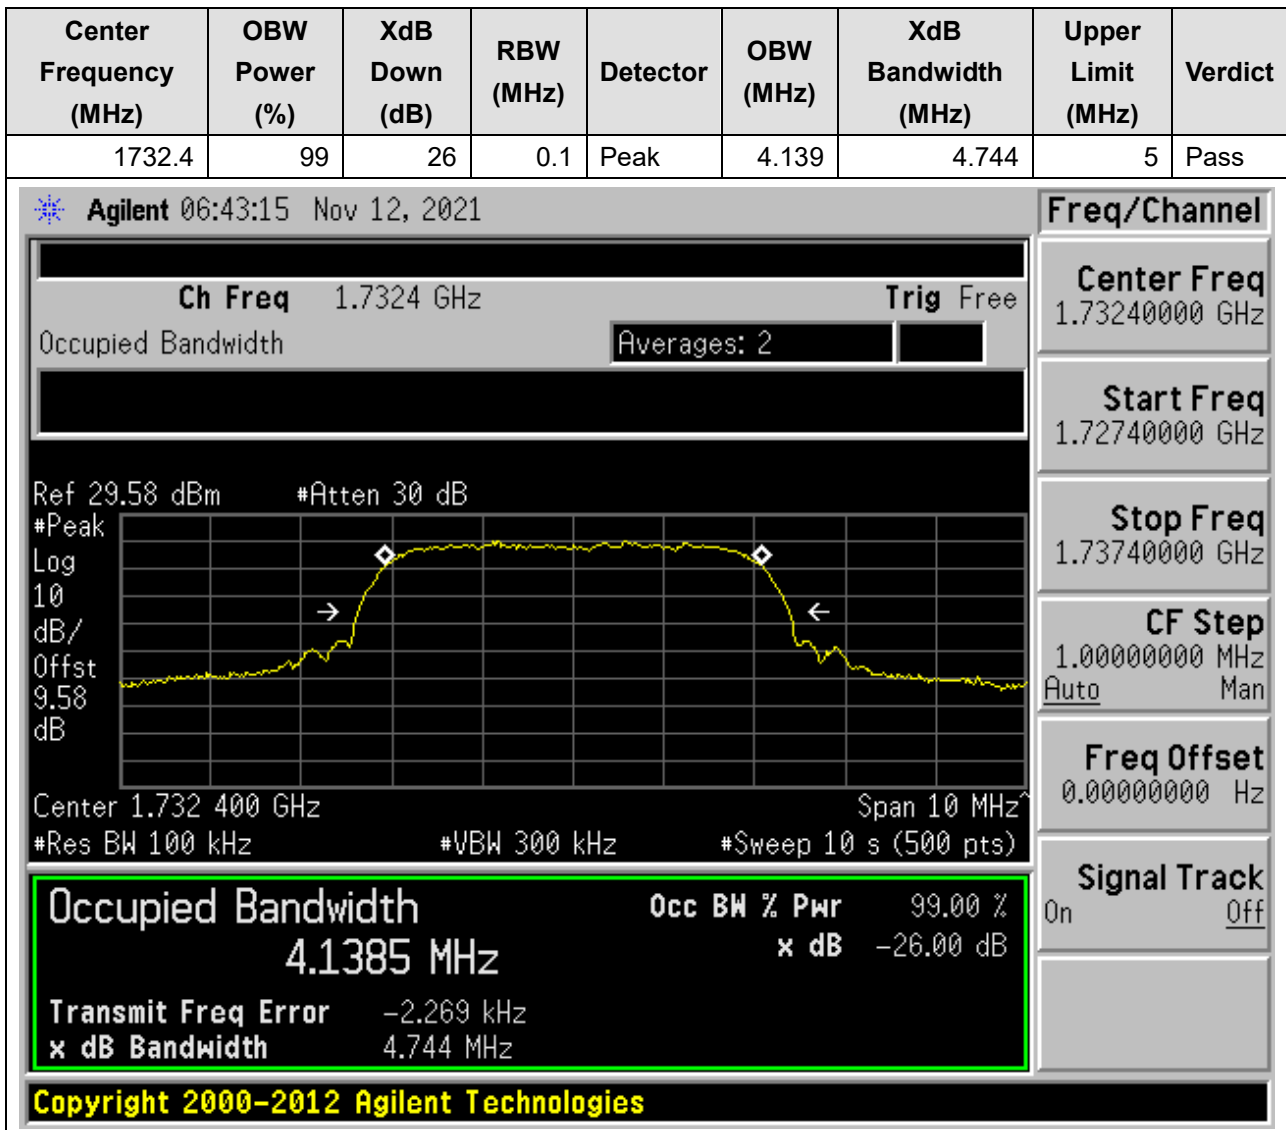 Center Frequency (MHz) OBW Power (%) XdB Down (dB) RBW (MHz) Detector OBW (MHz) XdB Bandwidth (MHz) Upper Limit (MHz) Verdict
1732.4 99 26 0.1 Peak 4.139 4.744 5 Pass
Agilent 06:43:15 Nov 12, 2021
Freq/Channel
Ch Freq 1.7324 GHz Trig Free
Occupied Bandwidth Averages: 2
Center Freq
1.73240000 GHz
Start Freq
1.72740000 GHz
Stop Freq
1.73740000 GHz
CF Step
1.00000000 MHz
Auto Man
Freq Offset
0.00000000 Hz
Signal Track
On Off
Ref 29.58 dBm #Atten 30 dB
#Peak
Log
10
dB/
Offst
9.58
dB
Center 1.732 400 GHz Span 10 MHz^
#Res BW 100 kHz #VBW 300 kHz #Sweep 10 s (500 pts)
Occupied Bandwidth Occ BW % Pwr 99.00 %
4.1385 MHz x dB -26.00 dB
Transmit Freq Error -2.269 kHz
x dB Bandwidth 4.744 MHz
Copyright 2000-2012 Agilent Technologies